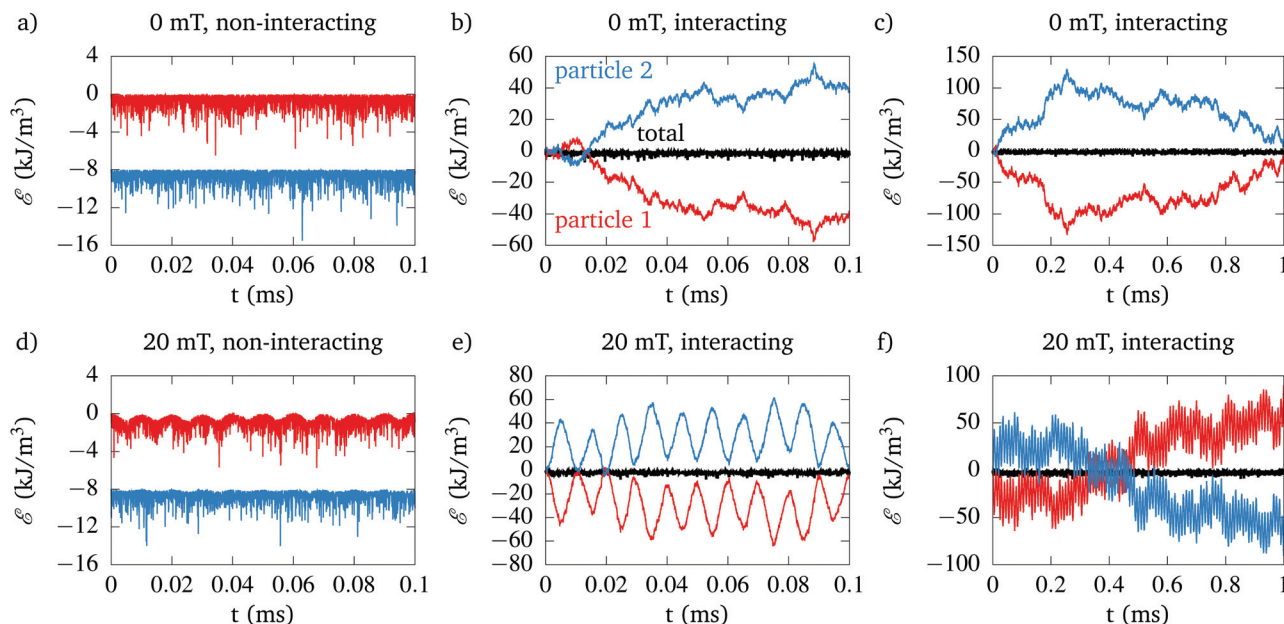 a) 0 mT, non-interacting
4
0
−4
−8
−12
−16
ℰ (kJ/m³)
0 0.02 0.04 0.06 0.08 0.1
t (ms)
b) 0 mT, interacting
60
40
20
0
−20
−40
−60
ℰ (kJ/m³)
particle 2
total
particle 1
0 0.02 0.04 0.06 0.08 0.1
t (ms)
c) 0 mT, interacting
150
100
50
0
−50
−100
−150
ℰ (kJ/m³)
0 0.2 0.4 0.6 0.8 1
t (ms)
d) 20 mT, non-interacting
4
0
−4
−8
−12
−16
ℰ (kJ/m³)
0 0.02 0.04 0.06 0.08 0.1
t (ms)
e) 20 mT, interacting
80
60
40
20
0
−20
−40
−60
−80
ℰ (kJ/m³)
0 0.02 0.04 0.06 0.08 0.1
t (ms)
f) 20 mT, interacting
100
50
0
−50
−100
ℰ (kJ/m³)
0 0.2 0.4 0.6 0.8 1
t (ms)